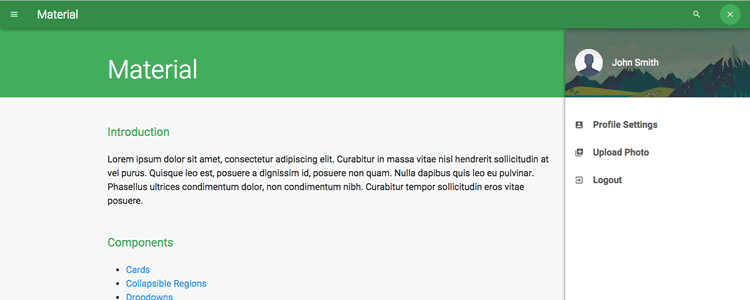 Material
Material
John Smith
Profile Settings
Upload Photo
Logout
Introduction
Lorem ipsum dolor sit amet, consectetur adipiscing elit. Curabitur in massa vitae nisl hendrerit sollicitudin at
vel purus. Quisque leo est, posuere a dignissim id, posuere non quam. Nulla dapibus quis leo eu pulvinar.
Phasellus ultrices condimentum dolor, non condimentum nibh. Curabitur tempor sollicitudin eros vitae
posuere.
Components
Cards
Collapsible Regions
Dropdowns